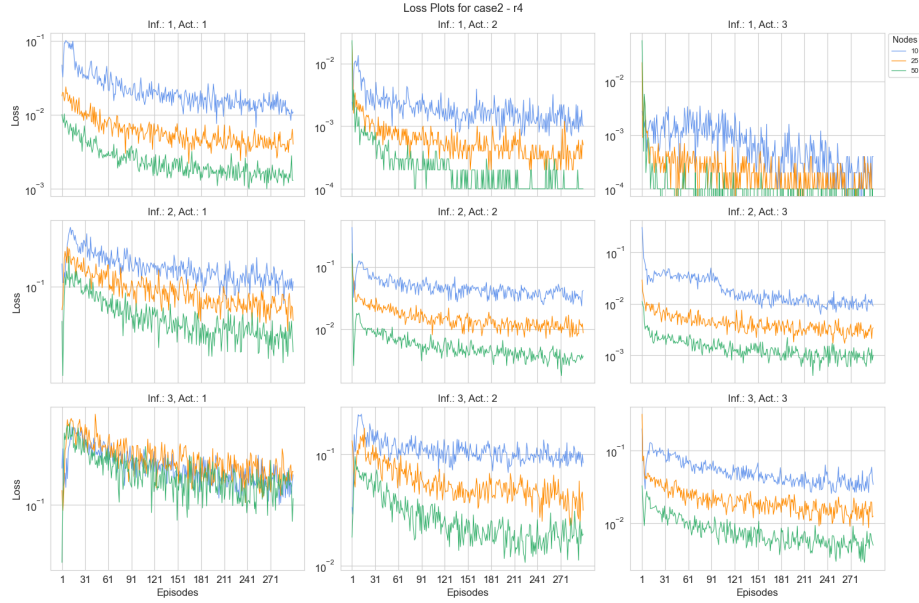 Loss Plots for case2 - r4
Inf.: 1, Act.: 1
Inf.: 1, Act.: 2
Inf.: 1, Act.: 3
Nodes
10
25
50
Loss
10⁻¹
10⁻²
10⁻³
10⁻²
10⁻³
10⁻⁴
10⁻²
10⁻³
10⁻⁴
Inf.: 2, Act.: 1
Inf.: 2, Act.: 2
Inf.: 2, Act.: 3
Loss
10⁻¹
10⁻¹
10⁻²
10⁻¹
10⁻²
10⁻³
Inf.: 3, Act.: 1
Inf.: 3, Act.: 2
Inf.: 3, Act.: 3
Loss
10⁻¹
10⁻¹
10⁻²
10⁻¹
10⁻²
1 31 61 91 121 151 181 211 241 271
1 31 61 91 121 151 181 211 241 271
1 31 61 91 121 151 181 211 241 271
Episodes
Episodes
Episodes